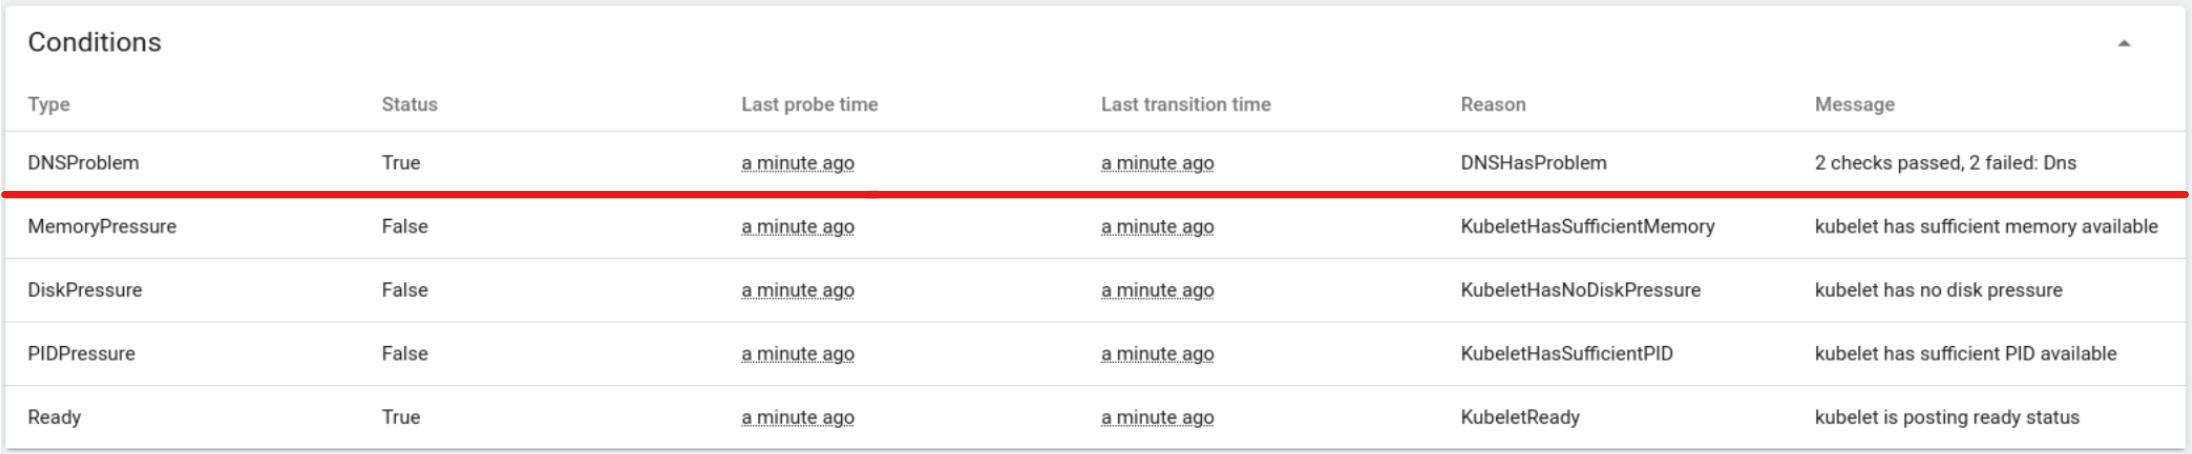 Conditions
Type Status Last probe time Last transition time Reason Message
DNSProblem True a minute ago a minute ago DNSHasProblem 2 checks passed, 2 failed: Dns
MemoryPressure False a minute ago a minute ago KubeletHasSufficientMemory kubelet has sufficient memory available
DiskPressure False a minute ago a minute ago KubeletHasNoDiskPressure kubelet has no disk pressure
PIDPressure False a minute ago a minute ago KubeletHasSufficientPID kubelet has sufficient PID available
Ready True a minute ago a minute ago KubeletReady kubelet is posting ready status